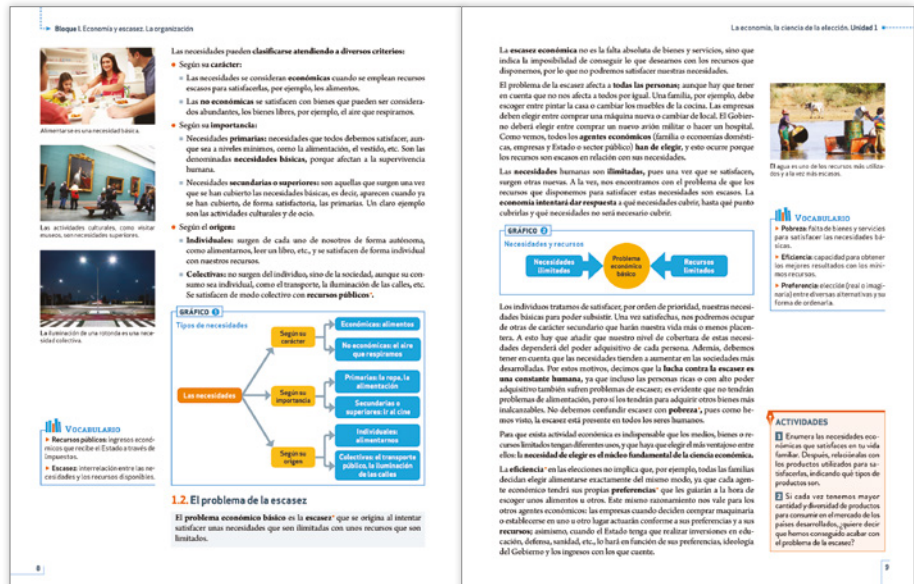 Bloque I. Economía y escasez. La organización
Alimentarse es una necesidad básica.
Las actividades culturales, como visitar
museos, son necesidades superiores.
La iluminación de una rotonda es una nece-
sidad colectiva.
VOCABULARIO
Recursos públicos: ingresos econó-
micos que recibe el Estado a través de
impuestos.
Escasez: interrelación entre las ne-
cesidades y los recursos disponibles.
Las necesidades pueden clasificarse atendiendo a diversos criterios:
Según su carácter:
Las necesidades se consideran económicas cuando se emplean recursos
escasos para satisfacerlas, por ejemplo, los alimentos.
Las no económicas se satisfacen con bienes que pueden ser considera-
dos abundantes, los bienes libres, por ejemplo, el aire que respiramos.
Según su importancia:
Necesidades primarias: necesidades que todos debemos satisfacer, aun-
que sea a niveles mínimos, como la alimentación, el vestido, etc. Son las
denominadas necesidades básicas, porque afectan a la supervivencia
humana.
Necesidades secundarias o superiores: son aquellas que surgen una vez
que se han cubierto las necesidades básicas, es decir, aparecen cuando ya
se han cubierto, de forma satisfactoria, las primarias. Un claro ejemplo
son las actividades culturales y de ocio.
Según el origen:
Individuales: surgen de cada uno de nosotros de forma autónoma,
como alimentarnos, leer un libro, etc., y se satisfacen de forma individual
con nuestros recursos.
Colectivas: no surgen del individuo, sino de la sociedad, aunque su con-
sumo sea individual, como el transporte, la iluminación de las calles, etc.
Se satisfacen de modo colectivo con recursos públicos*.
GRÁFICO 1
Tipos de necesidades
Las necesidades
Según su
carácter
Económicas: alimentos
No económicas: el aire
que respiramos
Según su
importancia
Primarias: la ropa, la
alimentación
Secundarias o
superiores: ir al cine
Según su
origen
Individuales:
alimentarnos
Colectivas: el transporte
público, la iluminación
de las calles
1.2. El problema de la escasez
El problema económico básico es la escasez* que se origina al intentar
satisfacer unas necesidades que son ilimitadas con unos recursos que son
limitados.
8
La economía, la ciencia de la elección. Unidad 1
La escasez económica no es la falta absoluta de bienes y servicios, sino que
indica la imposibilidad de conseguir lo que deseamos con los recursos que
disponemos, por lo que no podremos satisfacer nuestras necesidades.
El problema de la escasez afecta a todas las personas; aunque hay que tener
en cuenta que no nos afecta a todos por igual. Una familia, por ejemplo, debe
escoger entre pintar la casa o cambiar los muebles de la cocina. Las empresas
deben elegir entre comprar una máquina nueva o cambiar de local. El Gobier-
no deberá elegir entre comprar un nuevo avión militar o hacer un hospital.
Como vemos, todos los agentes económicos (familia o economías domésti-
cas, empresas y Estado o sector público) han de elegir, y esto ocurre porque
los recursos son escasos en relación con sus necesidades.
Las necesidades humanas son ilimitadas, pues una vez que se satisfacen,
surgen otras nuevas. A la vez, nos encontramos con el problema de que los
recursos que disponemos para satisfacer estas necesidades son escasos. La
economía intentará dar respuesta a qué necesidades cubrir, hasta qué punto
cubrirlas y qué necesidades no será necesario cubrir.
GRÁFICO 2
Necesidades y recursos
Necesidades
ilimitadas
Problema
económico
básico
Recursos
limitados
Los individuos tratamos de satisfacer, por orden de prioridad, nuestras necesi-
dades básicas para poder subsistir. Una vez satisfechas, nos podremos ocupar
de otras de carácter secundario que harán nuestra vida más o menos placen-
tera. A esto hay que añadir que nuestro nivel de cobertura de estas necesi-
dades dependerá del poder adquisitivo de cada persona. Además, debemos
tener en cuenta que las necesidades tienden a aumentar en las sociedades más
desarrolladas. Por estos motivos, decimos que la lucha contra la escasez es
una constante humana, ya que incluso las personas ricas o con alto poder
adquisitivo también sufren problemas de escasez; es evidente que no tendrán
problemas de alimentación, pero sí los tendrán para adquirir otros bienes más
inalcanzables. No debemos confundir escasez con pobreza*, pues como he-
mos visto, la escasez está presente en todos los seres humanos.
Para que exista actividad económica es indispensable que los medios, bienes o re-
cursos limitados tengan diferentes usos, y que haya que elegir el más ventajoso entre
ellos: la necesidad de elegir es el núcleo fundamental de la ciencia económica.
La eficiencia* en las elecciones no implica que, por ejemplo, todas las familias
decidan elegir alimentarse exactamente del mismo modo, ya que cada agen-
te económico tendrá sus propias preferencias* que les guiarán a la hora de
escoger unos alimentos u otros. Este mismo razonamiento nos vale para los
otros agentes económicos: las empresas cuando deciden comprar maquinaria
o establecerse en uno u otro lugar actuarán conforme a sus preferencias y a sus
recursos; asimismo, cuando el Estado tenga que realizar inversiones en edu-
cación, defensa, sanidad, etc., lo hará en función de sus preferencias, ideología
del Gobierno y los ingresos con los que cuente.
El agua es uno de los recursos más utiliza-
dos y a la vez más escasos.
VOCABULARIO
Pobreza: falta de bienes y servicios
para satisfacer las necesidades bá-
sicas.
Eficiencia: capacidad para obtener
los mejores resultados con los míni-
mos recursos.
Preferencia: elección (real o imagi-
naria) entre diversas alternativas y su
forma de ordenarla.
ACTIVIDADES
1 Enumera las necesidades eco-
nómicas que satisfaces en tu vida
familiar. Después, relaciónalas con
los productos utilizados para sa-
tisfacerlas, indicando qué tipos de
productos son.
2 Si cada vez tenemos mayor
cantidad y diversidad de productos
para consumir en el mercado de los
países desarrollados, ¿quiere decir
que hemos conseguido acabar con
el problema de la escasez?
9